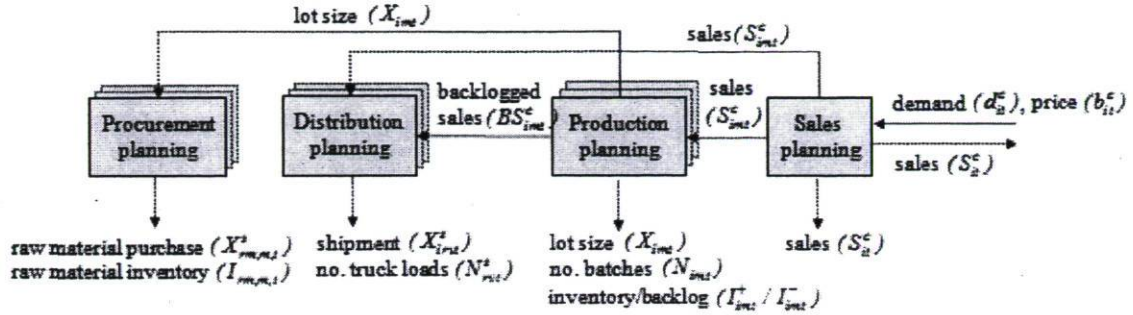 lot size (X_imt)
sales (S^c_imt)
backlogged sales (BS^c_imt)
sales (S^c_imt)
demand (d^c_it), price (b^c_it)
Procurement planning
Distribution planning
Production planning
Sales planning
sales (S^c_it)
raw material purchase (X^s_rm,m,t)
raw material inventory (I_rm,m,t)
shipment (X^s_irvt)
no. truck loads (N^s_rvt)
lot size (X_imt)
no. batches (N_imt)
inventory/backlog (I^+_imt / I^-_imt)
sales (S^c_it)